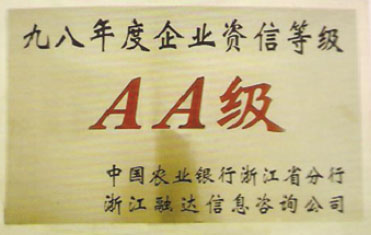 九八年度企业资信等级
AA级
中国农业银行浙江省分行
浙江融达信息咨询公司